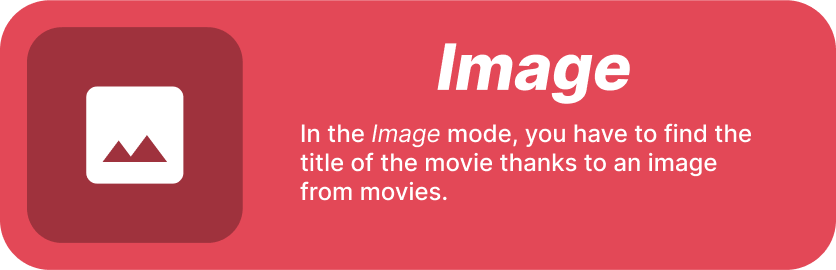 Image
In the Image mode, you have to find the
title of the movie thanks to an image
from movies.